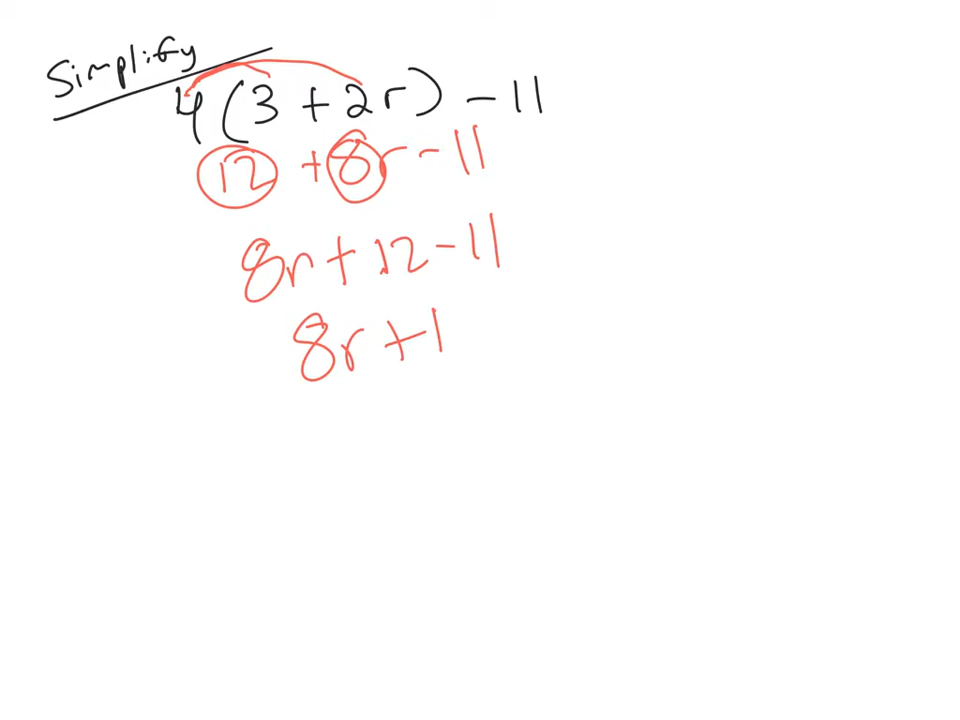 Simplify
4(3 + 2r) - 11
12 + 8r - 11
8r + 12 - 11
8r + 1